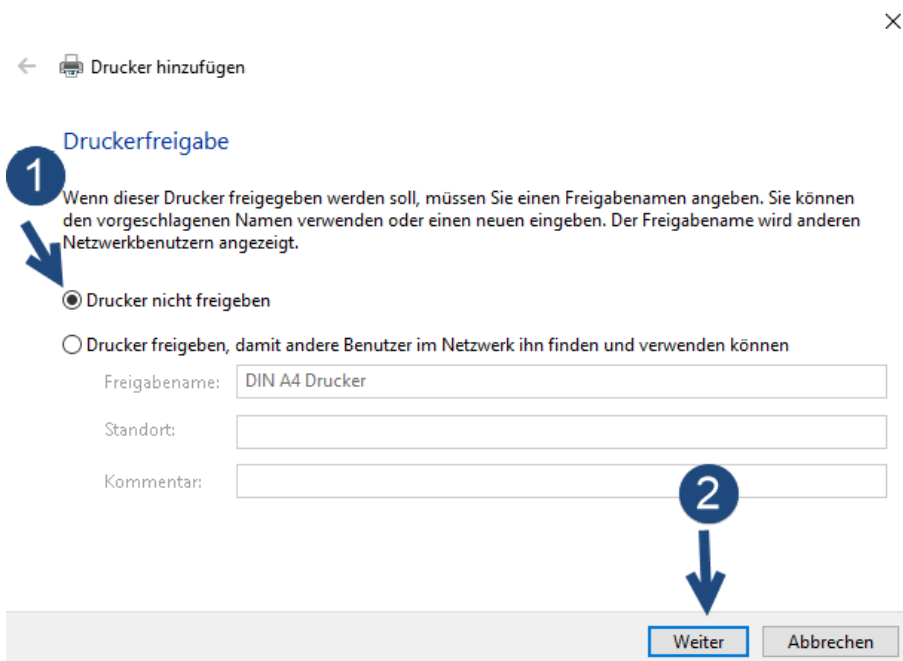 Drucker hinzufügen
Druckerfreigabe
1
Wenn dieser Drucker freigegeben werden soll, müssen Sie einen Freigabenamen angeben. Sie können
den vorgeschlagenen Namen verwenden oder einen neuen eingeben. Der Freigabename wird anderen
Netzwerkbenutzern angezeigt.
Drucker nicht freigeben
Drucker freigeben, damit andere Benutzer im Netzwerk ihn finden und verwenden können
Freigabename: DIN A4 Drucker
Standort:
Kommentar:
2
Weiter Abbrechen